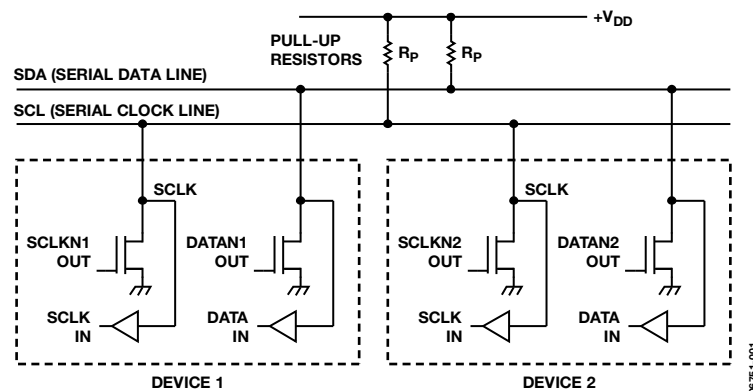 +VDD
PULL-UP
RESISTORS
RP
RP
SDA (SERIAL DATA LINE)
SCL (SERIAL CLOCK LINE)
SCLK
SCLK
SCLKN1
OUT
DATAN1
OUT
SCLKN2
OUT
DATAN2
OUT
SCLK
IN
DATA
IN
SCLK
IN
DATA
IN
DEVICE 1
DEVICE 2